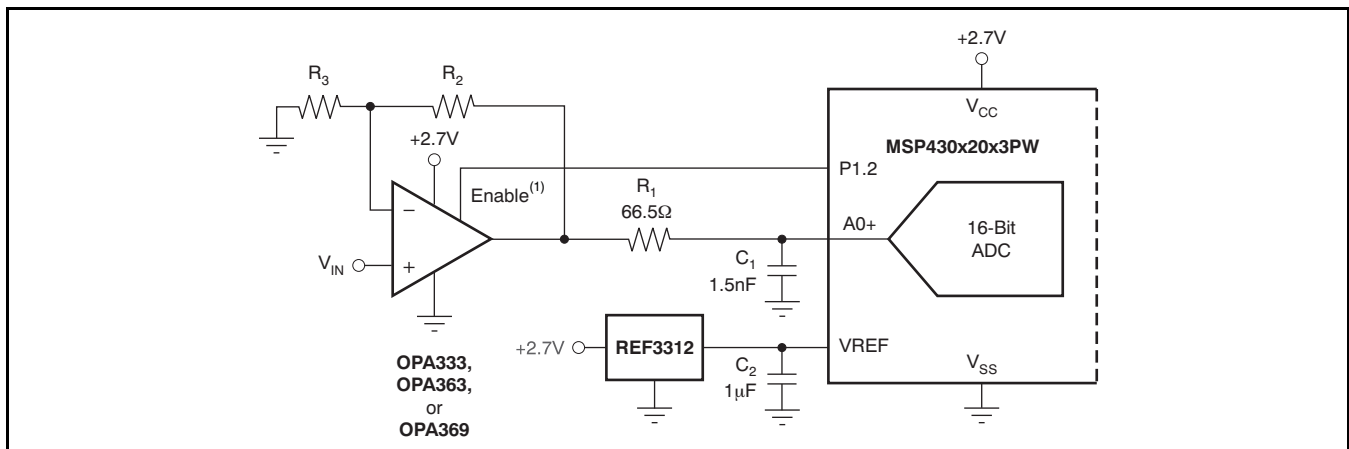 +2.7V
R3
R2
VCC
+2.7V
MSP430x20x3PW
Enable(1)
P1.2
R1
66.5Ω
−
A0+
16-Bit
ADC
VIN
+
C1
1.5nF
+2.7V
REF3312
VREF
C2
1μF
VSS
OPA333,
OPA363,
or
OPA369